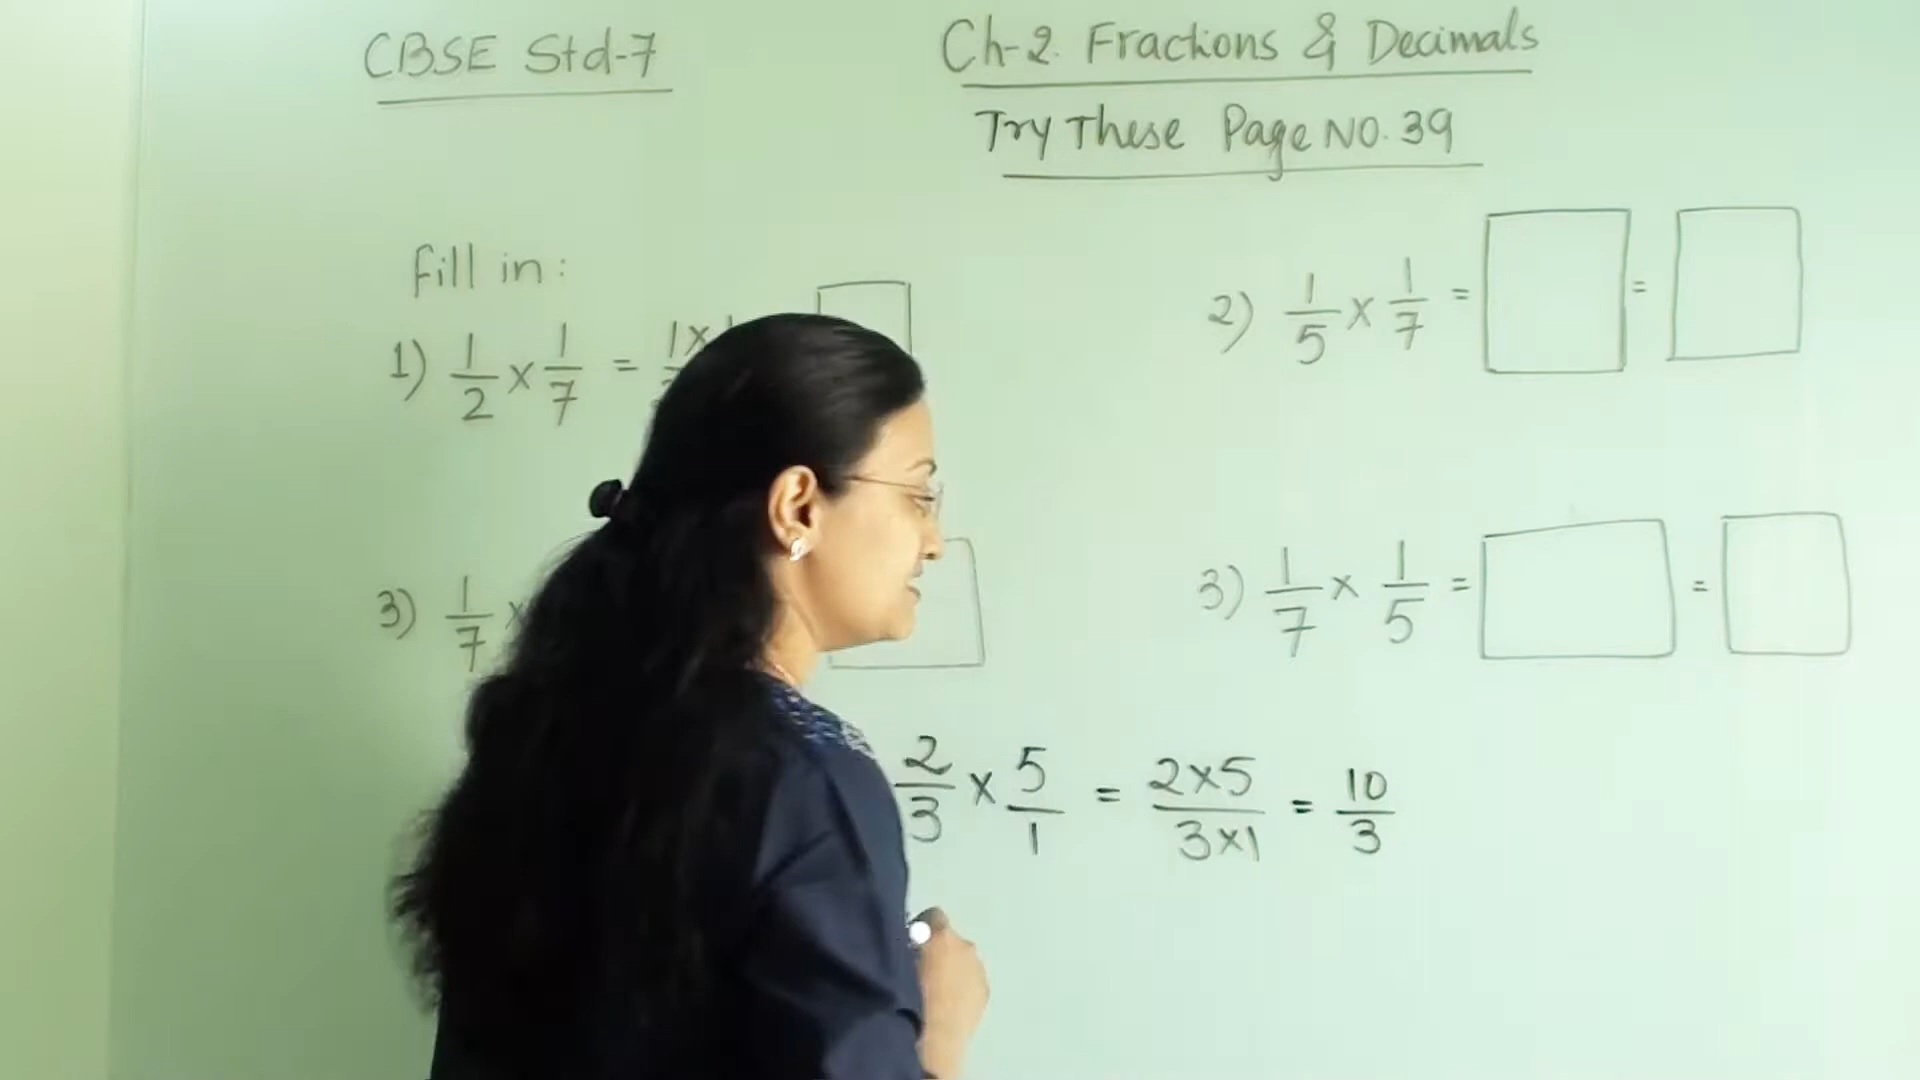 CBSE Std-7
Ch-2. Fractions & Decimals
Try These Page NO. 39
Fill in:
1) 1/2 × 1/7 = 1×
2) 1/5 × 1/7 = =
3) 1/7 ×
3) 1/7 × 1/5 = =
2/3 × 5/1 = 2×5/3×1 = 10/3